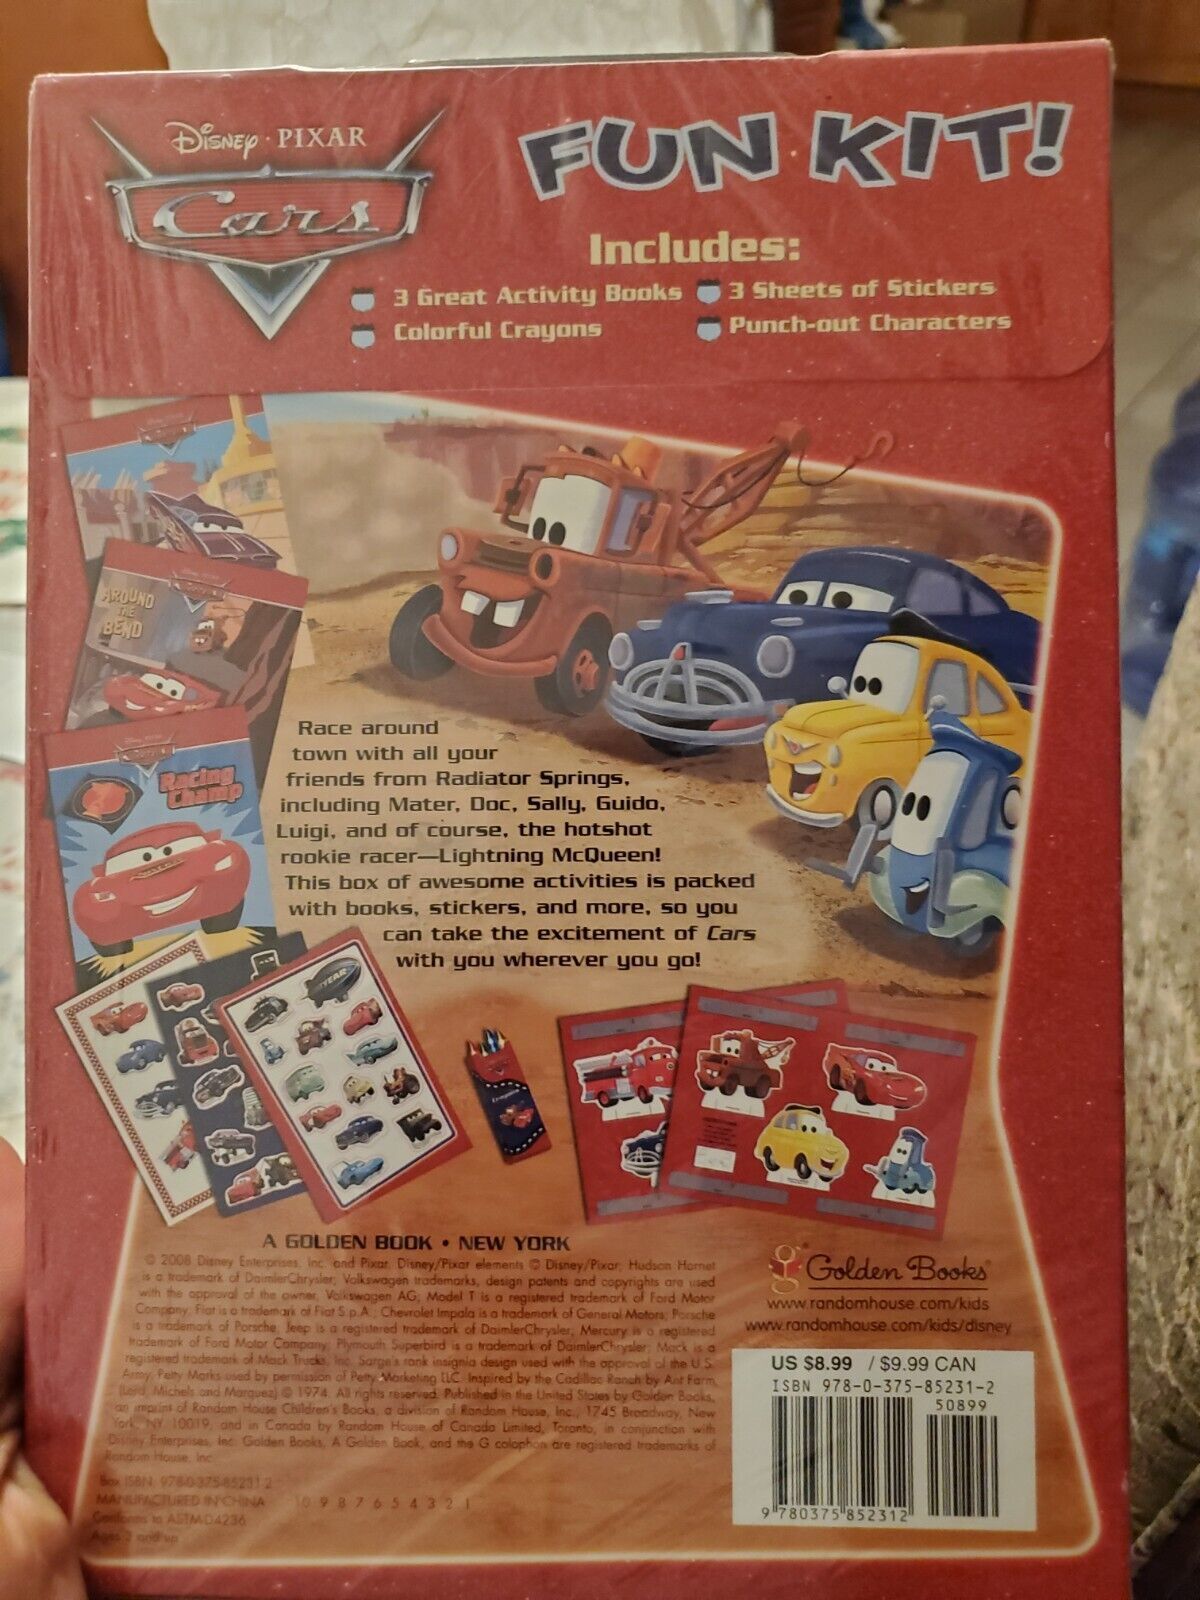 Disney · PIXAR
Cars
FUN KIT!
Includes:
3 Great Activity Books
3 Sheets of Stickers
Colorful Crayons
Punch-out Characters
AROUND
THE
BEND
Racing
Champ
Race around
town with all your
friends from Radiator Springs,
including Mater, Doc, Sally, Guido,
Luigi, and of course, the hotshot
rookie racer—Lightning McQueen!
This box of awesome activities is packed
with books, stickers, and more, so you
can take the excitement of Cars
with you wherever you go!
A GOLDEN BOOK • NEW YORK
© 2008 Disney Enterprises, Inc. and Pixar. Disney/Pixar elements © Disney/Pixar; Hudson Hornet
is a trademark of DaimlerChrysler; Volkswagen trademarks, design patents and copyrights are used
with the approval of the owner, Volkswagen AG; Model T is a registered trademark of Ford Motor
Company; Fiat is a trademark of Fiat S.p.A.; Chevrolet Impala is a trademark of General Motors; Porsche
is a trademark of Porsche; Jeep is a registered trademark of DaimlerChrysler; Mercury is a registered
trademark of Ford Motor Company; Plymouth Superbird is a trademark of DaimlerChrysler; Mack is a
registered trademark of Mack Trucks, Inc. Sarge's rank insignia design used with the approval of the U.S.
Army. Petty Marks used by permission of Petty Marketing LLC. Inspired by the Cadillac Ranch by Ant Farm
(Lord, Michels and Marquez) © 1974. All rights reserved. Published in the United States by Golden Books,
an imprint of Random House Children's Books, a division of Random House, Inc., 1745 Broadway, New
York, NY 10019, and in Canada by Random House of Canada Limited, Toronto, in conjunction with
Disney Enterprises, Inc. Golden Books, A Golden Book, and the G colophon are registered trademarks of
Random House, Inc.
Box ISBN: 978-0-375-85231-2
MANUFACTURED IN CHINA 10 9 8 7 6 5 4 3 2 1
Conforms to ASTM D4236
Ages 3 and up
Golden Books®
www.randomhouse.com/kids
www.randomhouse.com/kids/disney
US $8.99 / $9.99 CAN
ISBN 978-0-375-85231-2
50899
9 780375 852312